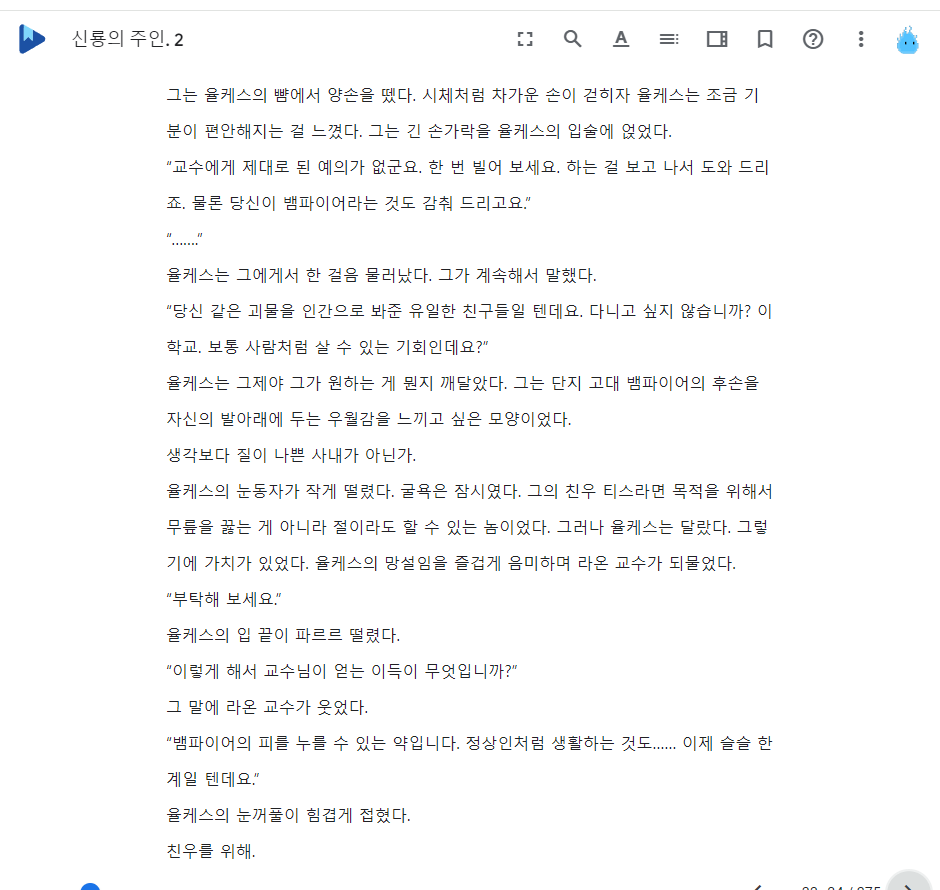 신룡의 주인. 2
그는 율케스의 뺨에서 양손을 뗐다. 시체처럼 차가운 손이 걷히자 율케스는 조금 기
분이 편안해지는 걸 느꼈다. 그는 긴 손가락을 율케스의 입술에 얹었다.
“교수에게 제대로 된 예의가 없군요. 한 번 빌어 보세요. 하는 걸 보고 나서 도와 드리
죠. 물론 당신이 뱀파이어라는 것도 감춰 드리고요.”
“…….”
율케스는 그에게서 한 걸음 물러났다. 그가 계속해서 말했다.
“당신 같은 괴물을 인간으로 봐준 유일한 친구들일 텐데요. 다니고 싶지 않습니까? 이
학교. 보통 사람처럼 살 수 있는 기회인데요?”
율케스는 그제야 그가 원하는 게 뭔지 깨달았다. 그는 단지 고대 뱀파이어의 후손을
자신의 발아래에 두는 우월감을 느끼고 싶은 모양이었다.
생각보다 질이 나쁜 사내가 아닌가.
율케스의 눈동자가 작게 떨렸다. 굴욕은 잠시였다. 그의 친우 티스라면 목적을 위해서
무릎을 꿇는 게 아니라 절이라도 할 수 있는 놈이었다. 그러나 율케스는 달랐다. 그렇
기에 가치가 있었다. 율케스의 망설임을 즐겁게 음미하며 라온 교수가 되물었다.
“부탁해 보세요.”
율케스의 입 끝이 파르르 떨렸다.
“이렇게 해서 교수님이 얻는 이득이 무엇입니까?”
그 말에 라온 교수가 웃었다.
“뱀파이어의 피를 누를 수 있는 약입니다. 정상인처럼 생활하는 것도…… 이제 슬슬 한
계일 텐데요.”
율케스의 눈꺼풀이 힘겹게 접혔다.
친우를 위해.